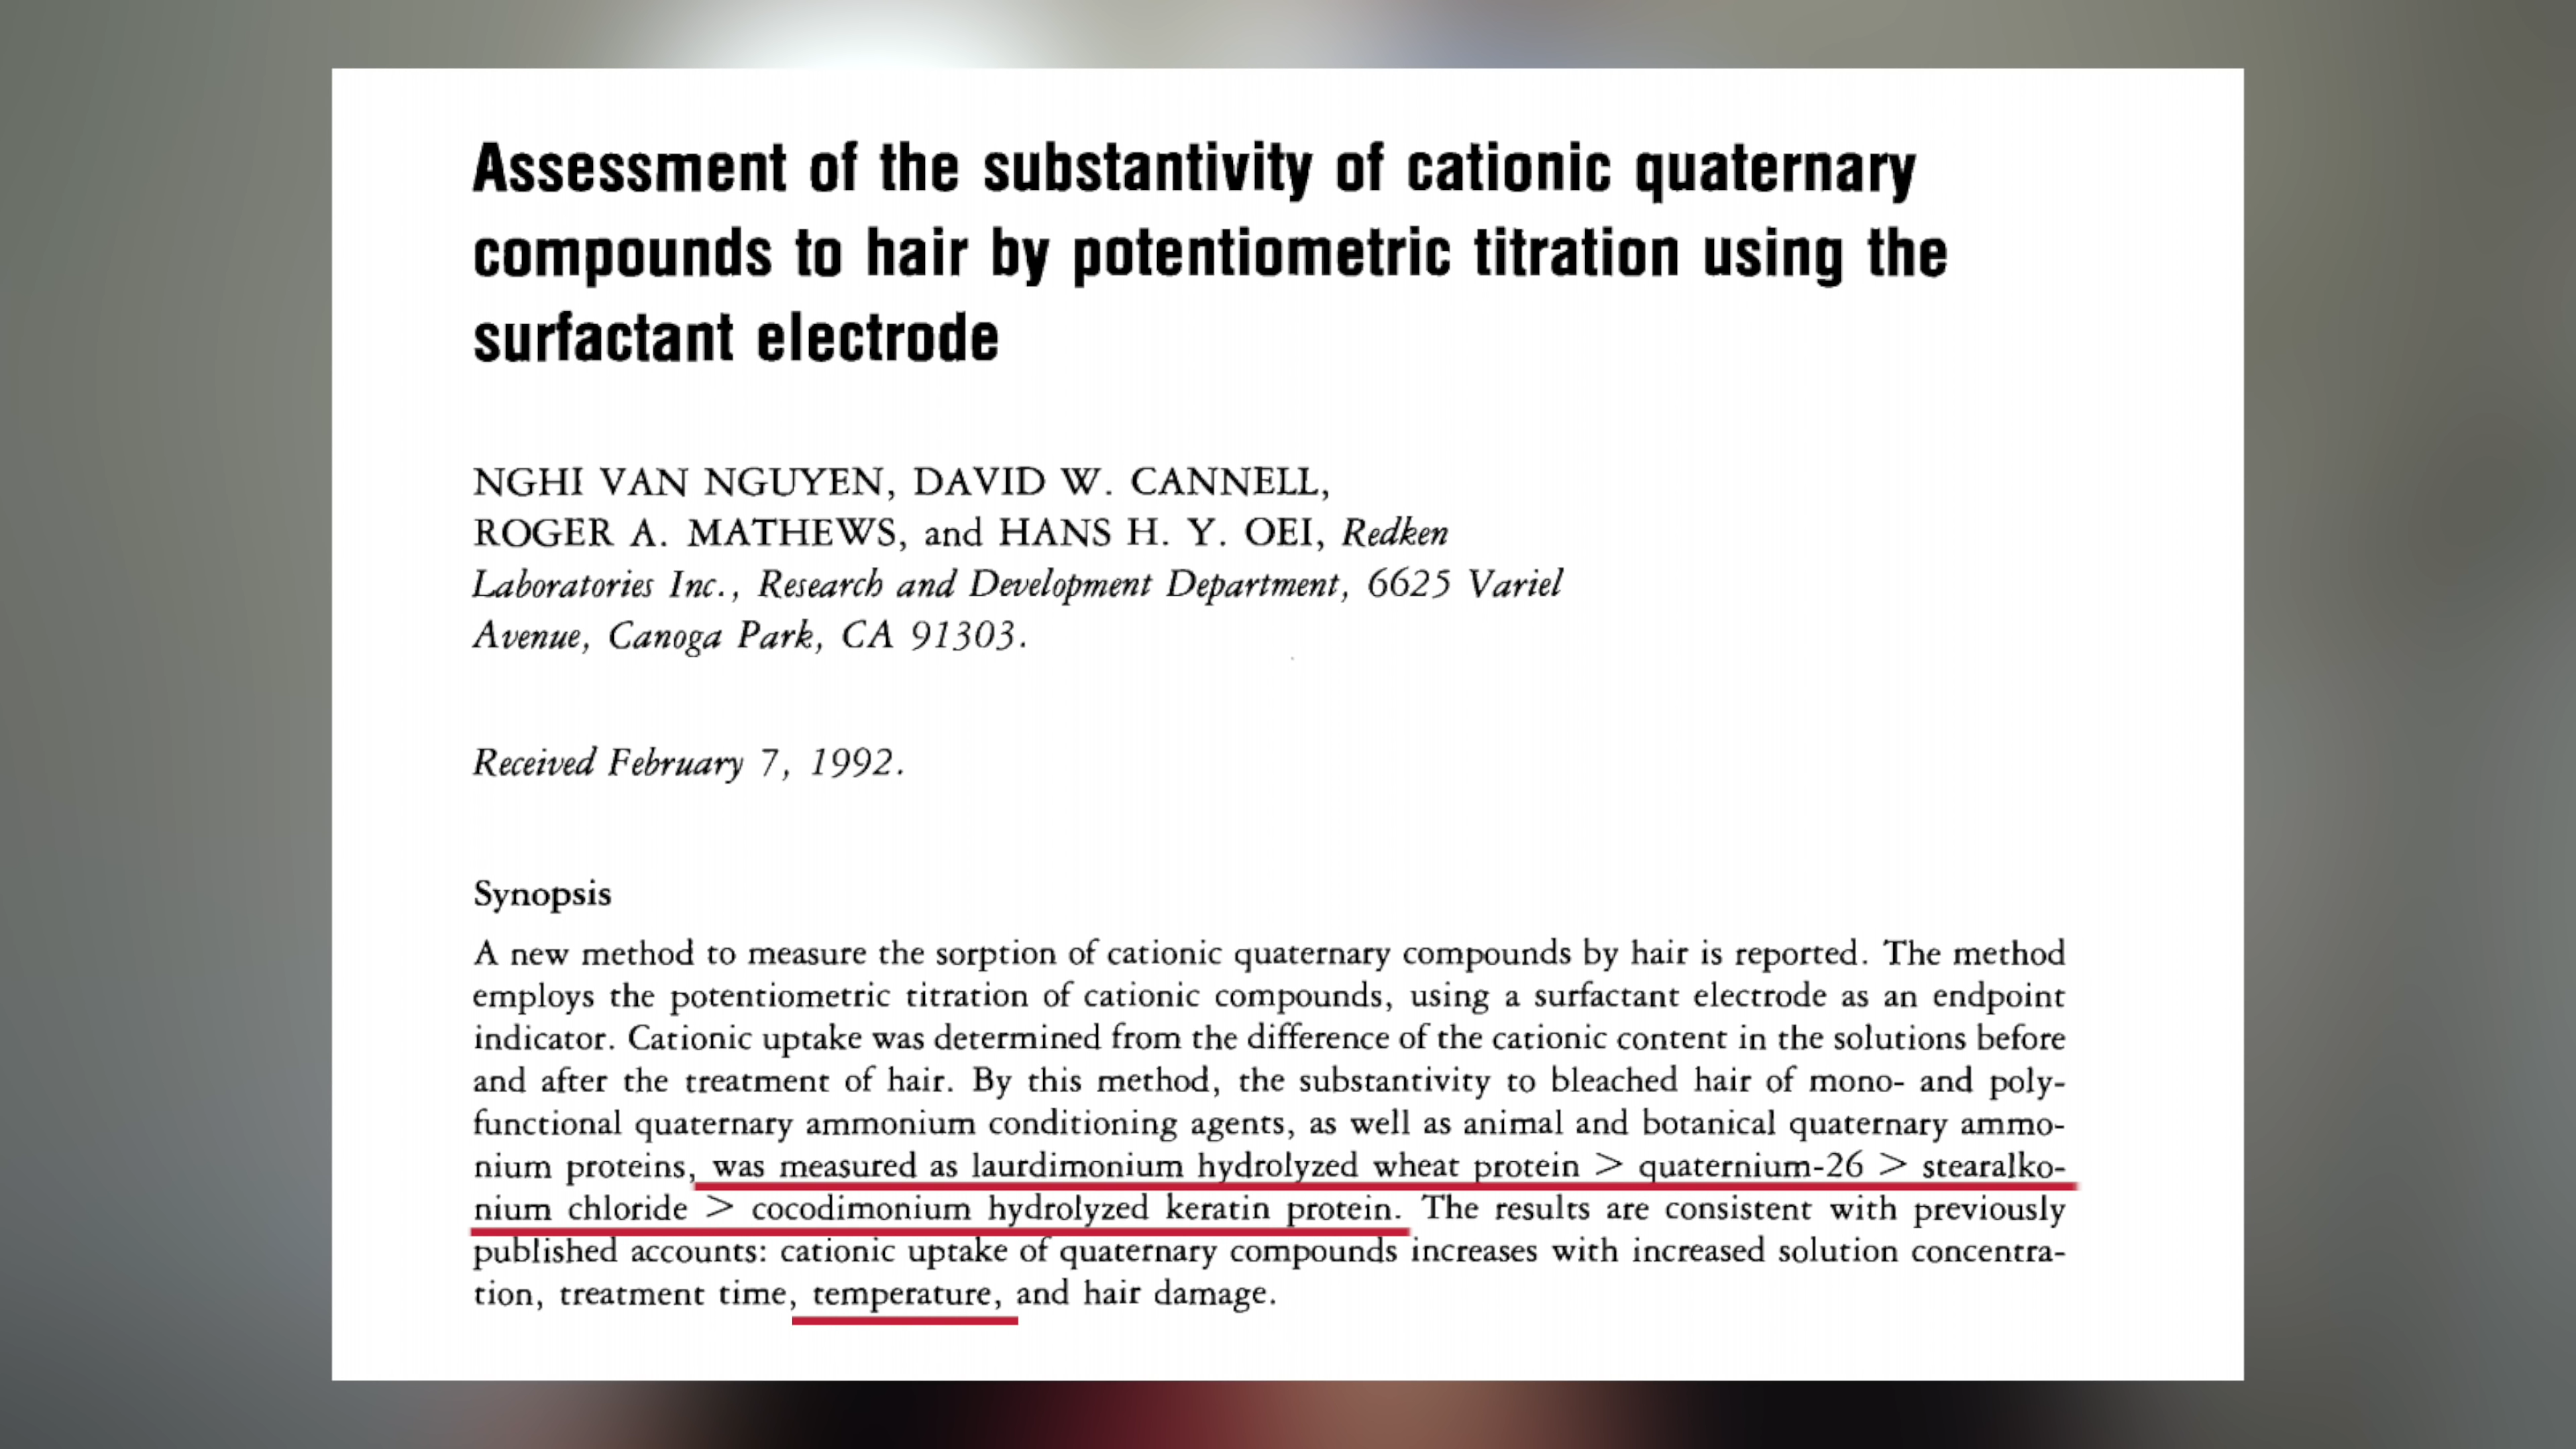 Assessment of the substantivity of cationic quaternary
compounds to hair by potentiometric titration using the
surfactant electrode
NGHI VAN NGUYEN, DAVID W. CANNELL,
ROGER A. MATHEWS, and HANS H. Y. OEI, Redken
Laboratories Inc., Research and Development Department, 6625 Variel
Avenue, Canoga Park, CA 91303.
Received February 7, 1992.
Synopsis
A new method to measure the sorption of cationic quaternary compounds by hair is reported. The method
employs the potentiometric titration of cationic compounds, using a surfactant electrode as an endpoint
indicator. Cationic uptake was determined from the difference of the cationic content in the solutions before
and after the treatment of hair. By this method, the substantivity to bleached hair of mono- and poly-
functional quaternary ammonium conditioning agents, as well as animal and botanical quaternary ammo-
nium proteins, was measured as laurdimonium hydrolyzed wheat protein > quaternium-26 > stearalko-
nium chloride > cocodimonium hydrolyzed keratin protein. The results are consistent with previously
published accounts: cationic uptake of quaternary compounds increases with increased solution concentra-
tion, treatment time, temperature, and hair damage.